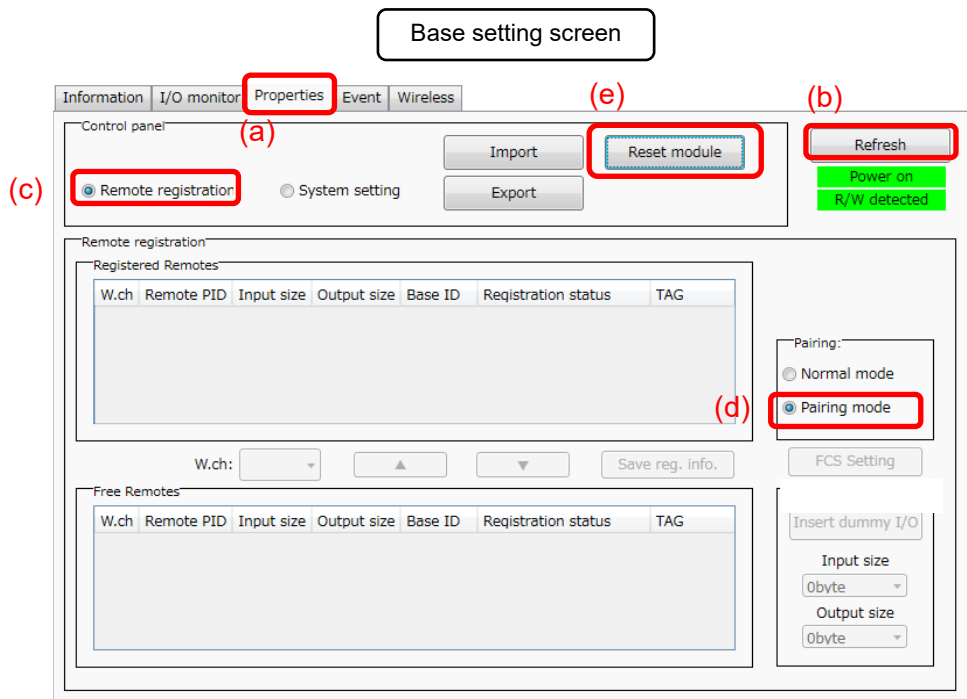 Base setting screen
Information I/O monitor Properties Event Wireless
(a)
(e)
(b)
Control panel
Import
Reset module
Refresh
Power on
R/W detected
(c)
Remote registration
System setting
Export
Remote registration
Registered Remotes
W.ch Remote PID Input size Output size Base ID Registration status TAG
Pairing:
Normal mode
(d)
Pairing mode
W.ch:
▲
▼
Save reg. info.
FCS Setting
Free Remotes
W.ch Remote PID Input size Output size Base ID Registration status TAG
Insert dummy I/O
Input size
0byte
Output size
0byte